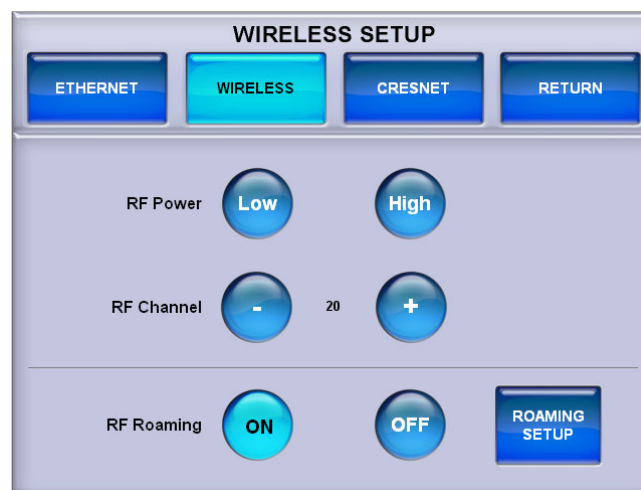 WIRELESS SETUP
ETHERNET
WIRELESS
CRESNET
RETURN
RF Power
Low
High
RF Channel
-
20
+
RF Roaming
ON
OFF
ROAMING
SETUP